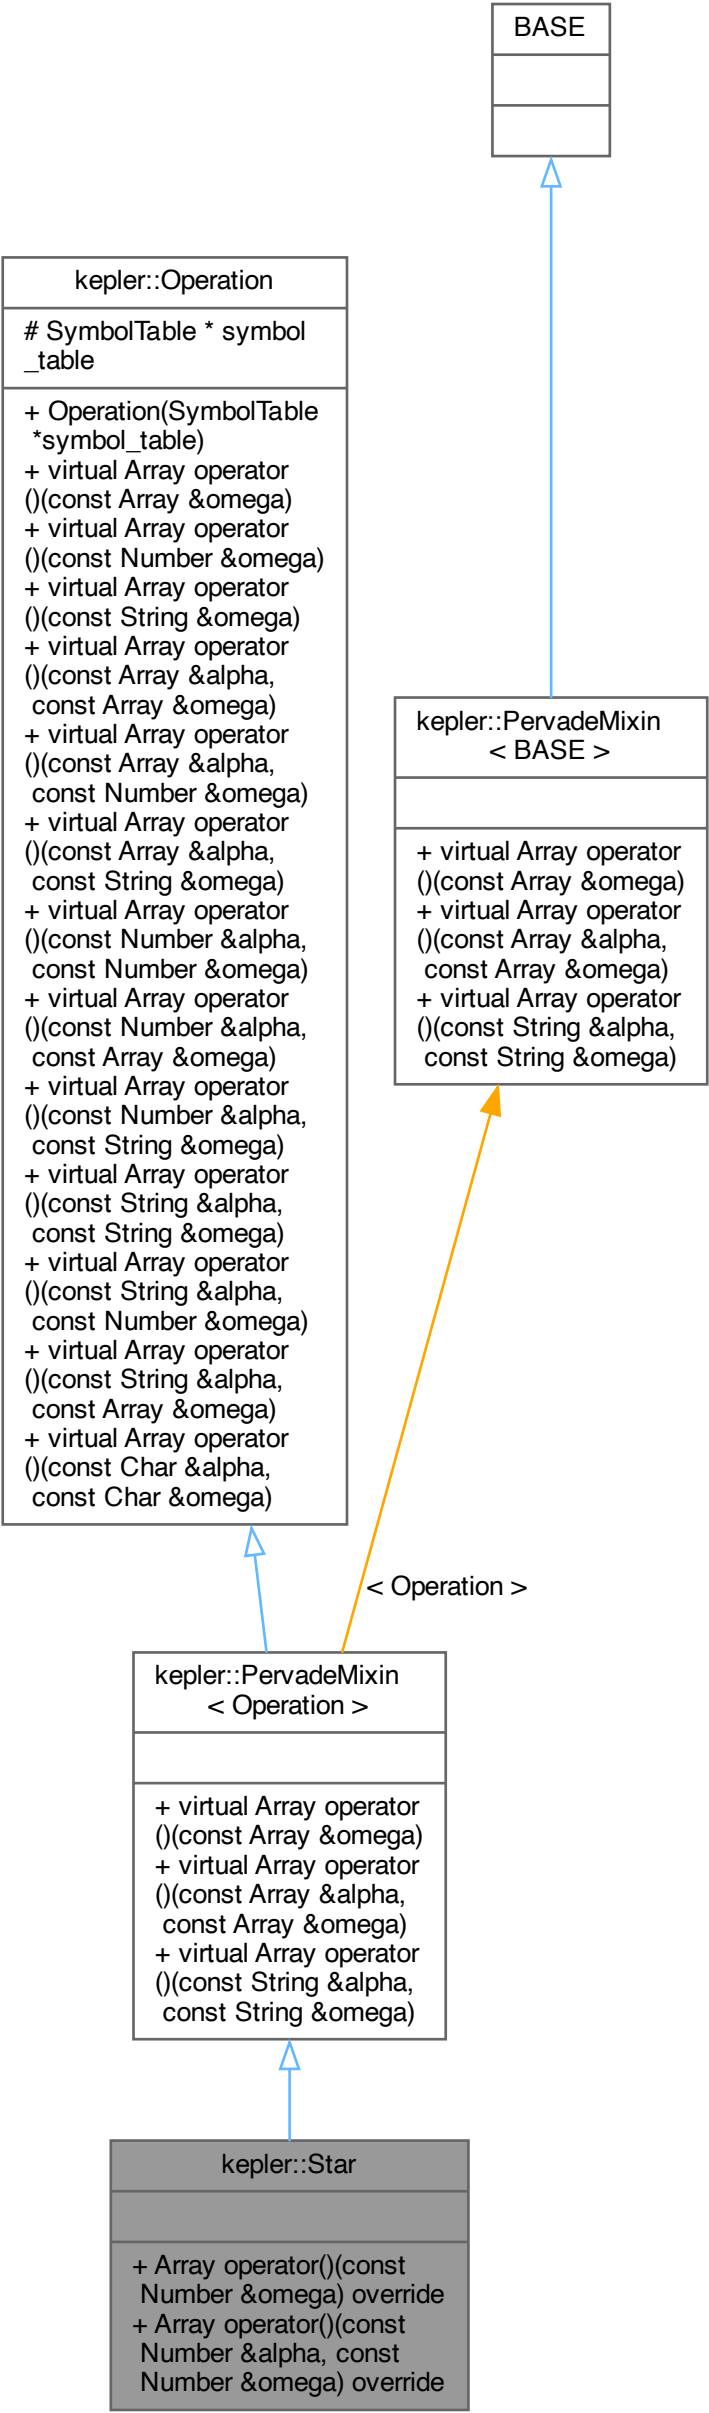 BASE
kepler::Operation
# SymbolTable * symbol
_table
+ Operation(SymbolTable
*symbol_table)
+ virtual Array operator
()(const Array &omega)
+ virtual Array operator
()(const Number &omega)
+ virtual Array operator
()(const String &omega)
+ virtual Array operator
()(const Array &alpha,
const Array &omega)
+ virtual Array operator
()(const Array &alpha,
const Number &omega)
+ virtual Array operator
()(const Array &alpha,
const String &omega)
+ virtual Array operator
()(const Number &alpha,
const Number &omega)
+ virtual Array operator
()(const Number &alpha,
const Array &omega)
+ virtual Array operator
()(const Number &alpha,
const String &omega)
+ virtual Array operator
()(const String &alpha,
const String &omega)
+ virtual Array operator
()(const String &alpha,
const Number &omega)
+ virtual Array operator
()(const String &alpha,
const Array &omega)
+ virtual Array operator
()(const Char &alpha,
const Char &omega)
kepler::PervadeMixin
< BASE >
+ virtual Array operator
()(const Array &omega)
+ virtual Array operator
()(const Array &alpha,
const Array &omega)
+ virtual Array operator
()(const String &alpha,
const String &omega)
< Operation >
kepler::PervadeMixin
< Operation >
+ virtual Array operator
()(const Array &omega)
+ virtual Array operator
()(const Array &alpha,
const Array &omega)
+ virtual Array operator
()(const String &alpha,
const String &omega)
kepler::Star
+ Array operator()(const
Number &omega) override
+ Array operator()(const
Number &alpha, const
Number &omega) override